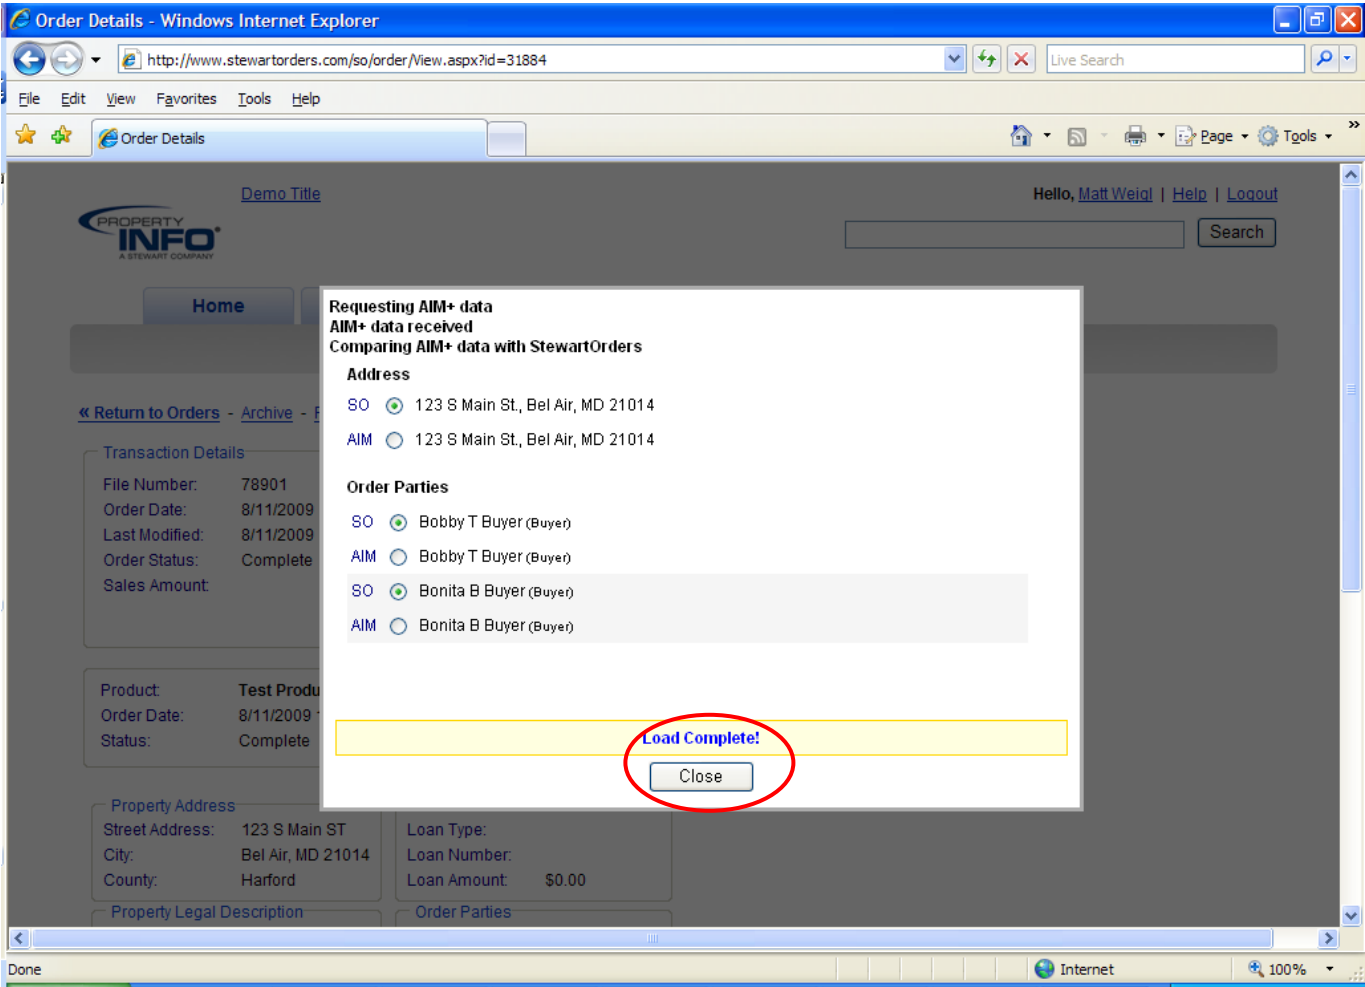 Order Details - Windows Internet Explorer
http://www.stewartorders.com/so/order/View.aspx?id=31884
Live Search
File Edit View Favorites Tools Help
Order Details
Page Tools
Demo Title
Hello, Matt Weigl | Help | Logout
PROPERTY
INFO
A STEWART COMPANY
Search
Home
Requesting AIM+ data
AIM+ data received
Comparing AIM+ data with StewartOrders
Address
SO 123 S Main St., Bel Air, MD 21014
AIM 123 S Main St., Bel Air, MD 21014
Order Parties
SO Bobby T Buyer (Buyer)
AIM Bobby T Buyer (Buyer)
SO Bonita B Buyer (Buyer)
AIM Bonita B Buyer (Buyer)
Load Complete!
Close
« Return to Orders - Archive -
Transaction Details
File Number: 78901
Order Date: 8/11/2009
Last Modified: 8/11/2009
Order Status: Complete
Sales Amount:
Product: Test Produ
Order Date: 8/11/2009
Status: Complete
Property Address
Street Address: 123 S Main ST
City: Bel Air, MD 21014
County: Harford
Loan Type:
Loan Number:
Loan Amount: $0.00
Property Legal Description
Order Parties
Done
Internet
100%